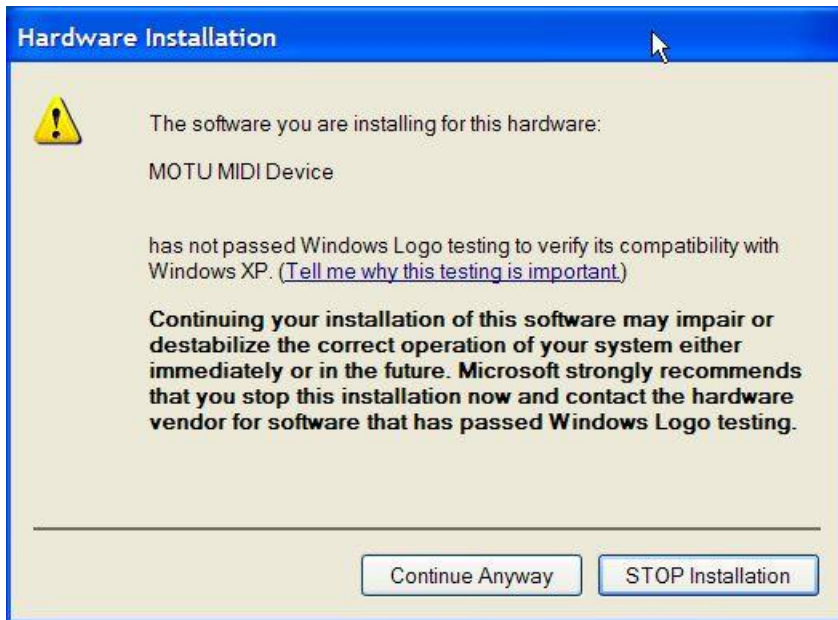 Hardware Installation
The software you are installing for this hardware:
MOTU MIDI Device
has not passed Windows Logo testing to verify its compatibility with
Windows XP. (Tell me why this testing is important.)
Continuing your installation of this software may impair or
destabilize the correct operation of your system either
immediately or in the future. Microsoft strongly recommends
that you stop this installation now and contact the hardware
vendor for software that has passed Windows Logo testing.
Continue Anyway
STOP Installation